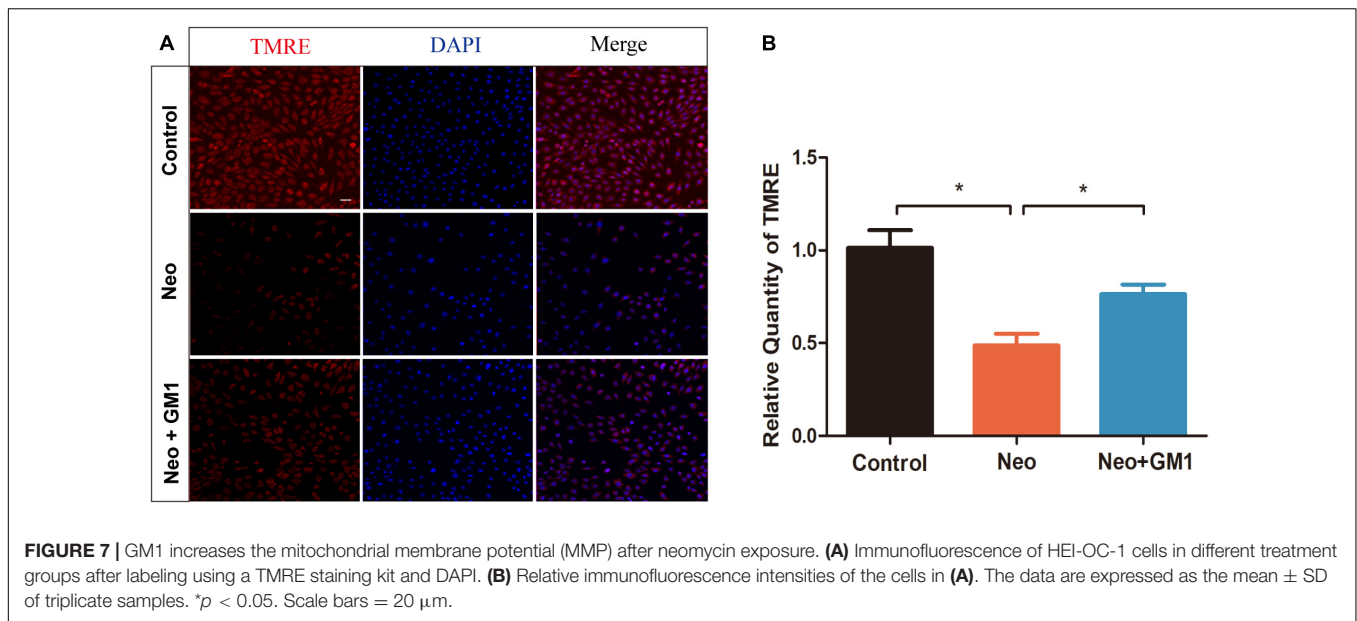 A
TMRE DAPI Merge
Control
Neo
Neo + GM1
B
Relative Quantity of TMRE
1.5
1.0
0.5
0.0
* *
Control Neo Neo+GM1
FIGURE 7 | GM1 increases the mitochondrial membrane potential (MMP) after neomycin exposure. (A) Immunofluorescence of HEI-OC-1 cells in different treatment
groups after labeling using a TMRE staining kit and DAPI. (B) Relative immunofluorescence intensities of the cells in (A). The data are expressed as the mean ± SD
of triplicate samples. *p < 0.05. Scale bars = 20 μm.